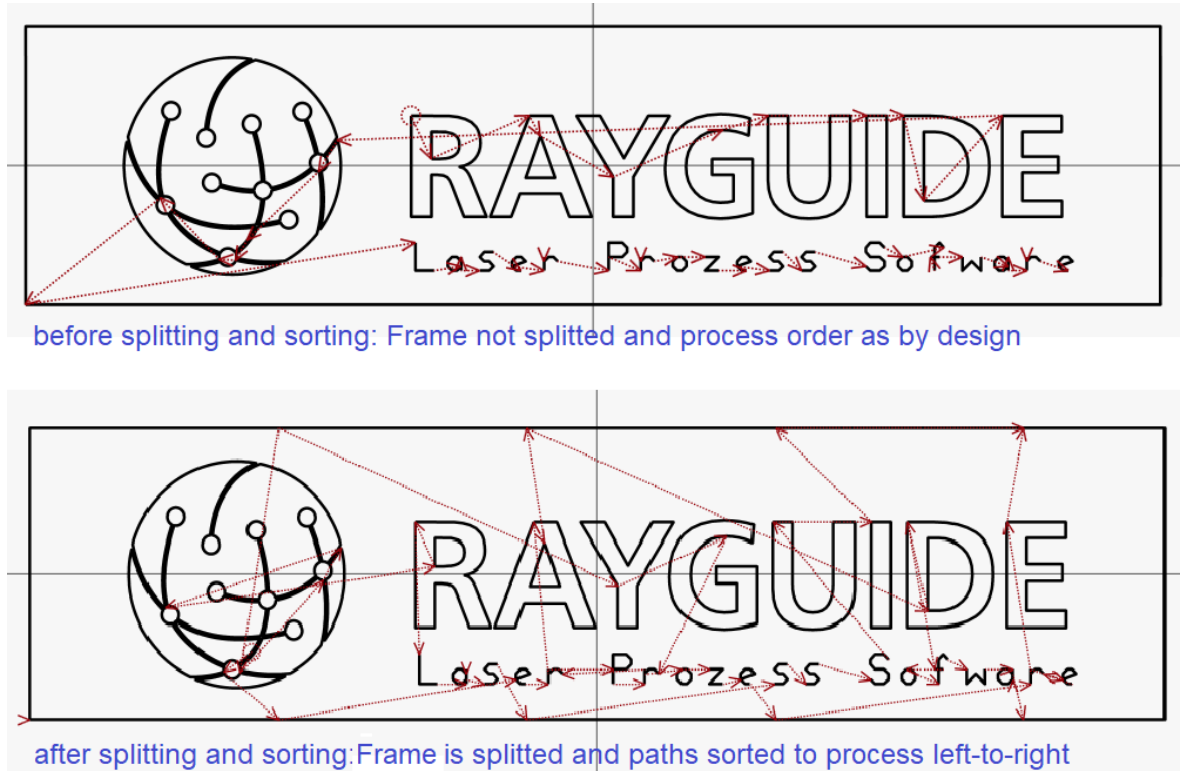 RAYGUIDE
Laser Prozess Software
before splitting and sorting: Frame not splitted and process order as by design
RAYGUIDE
Laser Prozess Software
after splitting and sorting:Frame is splitted and paths sorted to process left-to-right